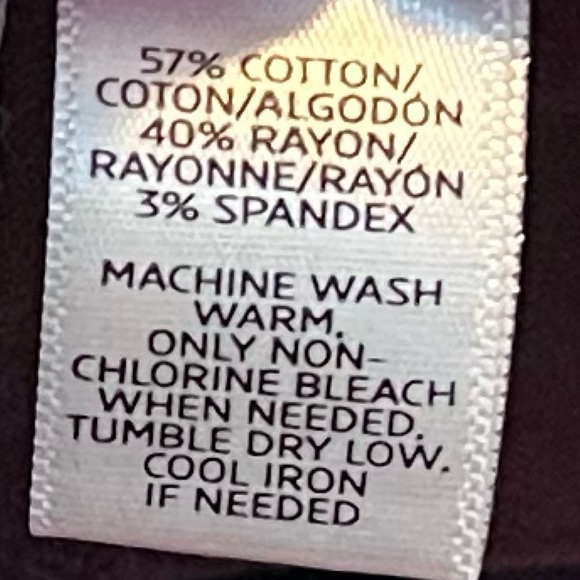 57% COTTON/
COTON/ALGODÓN
40% RAYON/
RAYONNE/RAYÓN
3% SPANDEX
MACHINE WASH
WARM.
ONLY NON-
CHLORINE BLEACH
WHEN NEEDED.
TUMBLE DRY LOW.
COOL IRON
IF NEEDED